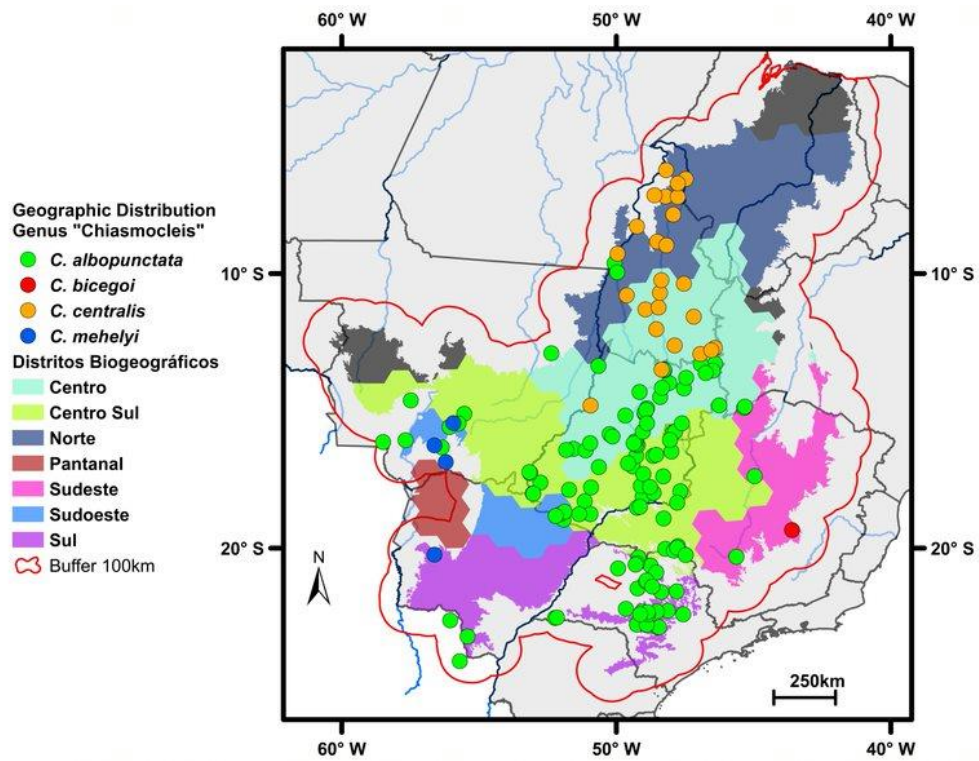 60° W 50° W 40° W
Geographic Distribution
Genus "Chiasmocleis"
C. albopunctata
C. bicegoi
C. centralis
C. mehelyi
Distritos Biogeográficos
Centro
Centro Sul
Norte
Pantanal
Sudeste
Sudoeste
Sul
Buffer 100km
10° S 10° S
20° S 20° S
N
250km
60° W 50° W 40° W